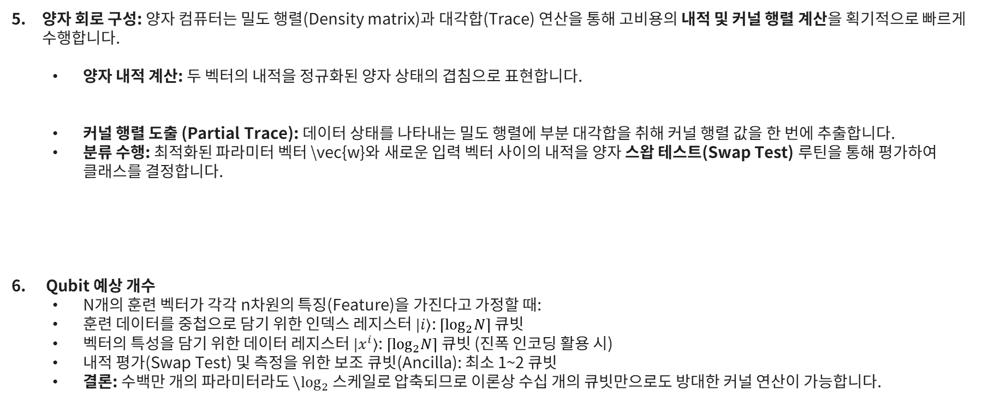 5. 양자 회로 구성: 양자 컴퓨터는 밀도 행렬(Density matrix)과 대각합(Trace) 연산을 통해 고비용의 내적 및 커널 행렬 계산을 획기적으로 빠르게
수행합니다.
• 양자 내적 계산: 두 벡터의 내적을 정규화된 양자 상태의 겹침으로 표현합니다.
• 커널 행렬 도출 (Partial Trace): 데이터 상태를 나타내는 밀도 행렬에 부분 대각합을 취해 커널 행렬 값을 한 번에 추출합니다.
• 분류 수행: 최적화된 파라미터 벡터 \vec{w}와 새로운 입력 벡터 사이의 내적을 양자 스왑 테스트(Swap Test) 루틴을 통해 평가하여
클래스를 결정합니다.
6. Qubit 예상 개수
• N개의 훈련 벡터가 각각 n차원의 특징(Feature)을 가진다고 가정할 때:
• 훈련 데이터를 중첩으로 담기 위한 인덱스 레지스터 |i⟩: ⌈log₂N⌉ 큐빗
• 벡터의 특성을 담기 위한 데이터 레지스터 |xⁱ⟩: ⌈log₂N⌉ 큐빗 (진폭 인코딩 활용 시)
• 내적 평가(Swap Test) 및 측정을 위한 보조 큐빗(Ancilla): 최소 1~2 큐빗
• 결론: 수백만 개의 파라미터라도 \log₂ 스케일로 압축되므로 이론상 수십 개의 큐빗만으로도 방대한 커널 연산이 가능합니다.